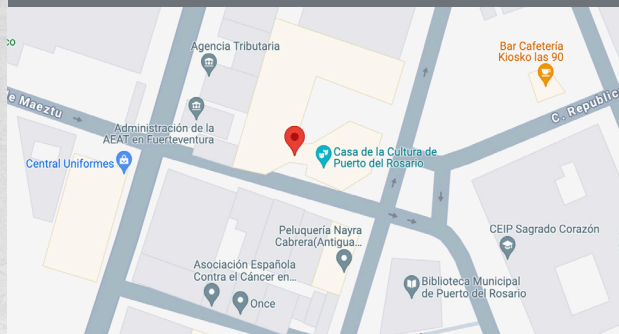 co
Agencia Tributaria
Bar Cafetería
Kiosko las 90
e Maeztu
C. Republic
Administración de la
AEAT en Fuerteventura
Central Uniformes
Casa de la Cultura de
Puerto del Rosario
Peluquería Nayra
Cabrera(Antigua...
CEIP Sagrado Corazón
Asociación Española
Contra el Cáncer en...
Once
Biblioteca Municipal
de Puerto del Rosario